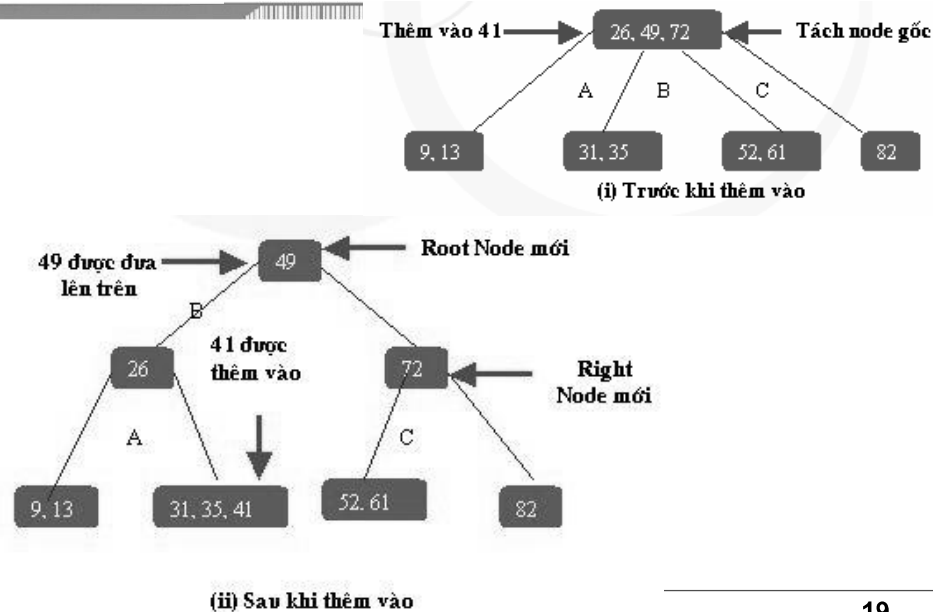 Thêm vào 41
26, 49, 72
Tách node gốc
A
B
C
9, 13
31, 35
52, 61
82
(i) Trước khi thêm vào
49 được đưa
lên trên
49
Root Node mới
B
26
41 được
thêm vào
72
Right
Node mới
A
C
9, 13
31, 35, 41
52, 61
82
(ii) Sau khi thêm vào
19